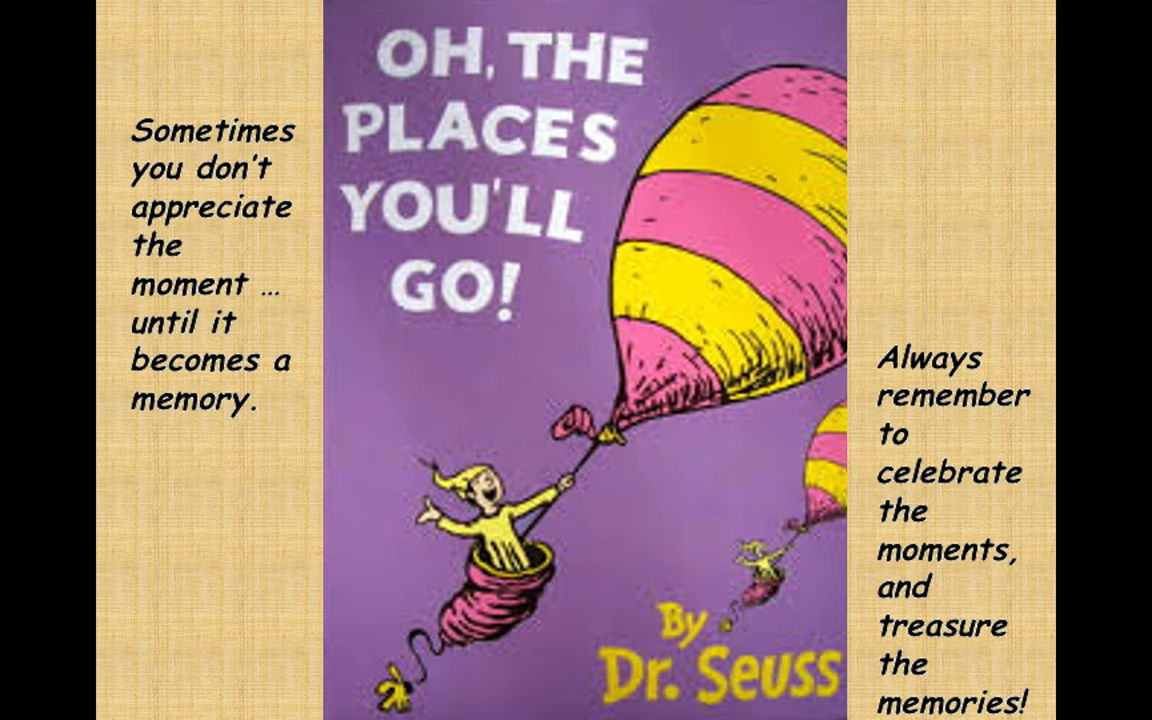 Sometimes
you don't
appreciate
the
moment ...
until it
becomes a
memory.
OH, THE
PLACES
YOU'LL
GO!
By
Dr. Seuss
Always
remember
to
celebrate
the
moments,
and
treasure
the
memories!